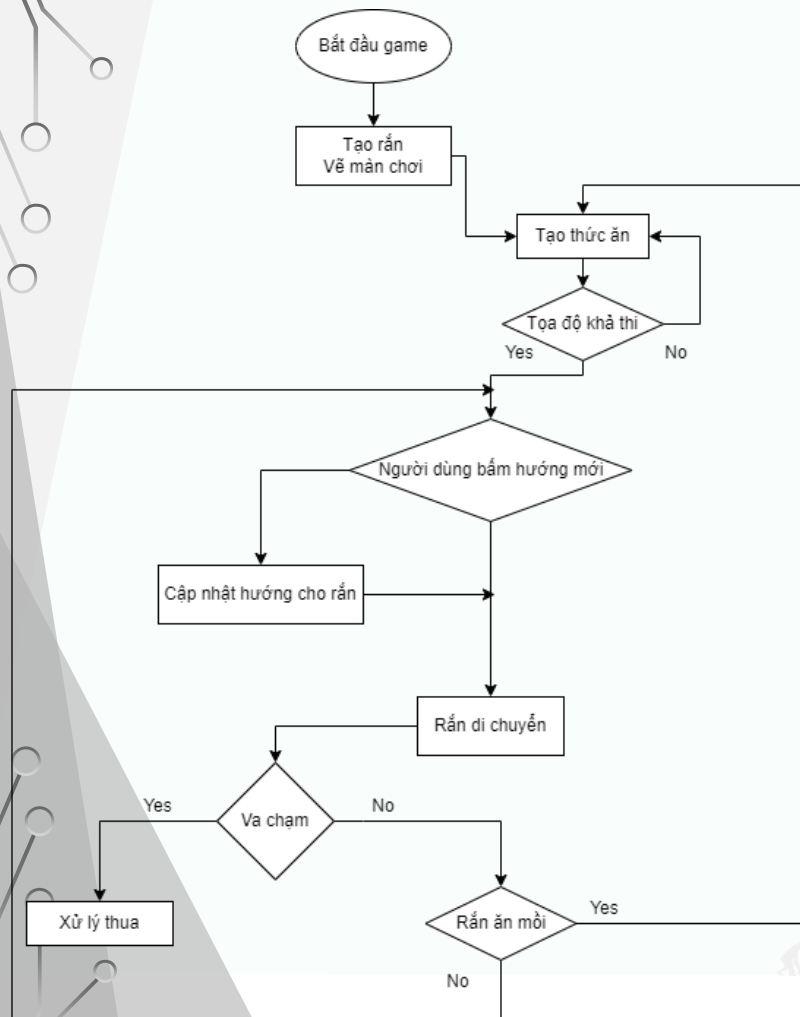 Bắt đầu game
Tạo rắn
Vẽ màn chơi
Tạo thức ăn
Tọa độ khả thi
Yes
No
Người dùng bấm hướng mới
Cập nhật hướng cho rắn
Rắn di chuyển
Yes
Va chạm
No
Xử lý thua
Rắn ăn mồi
Yes
No